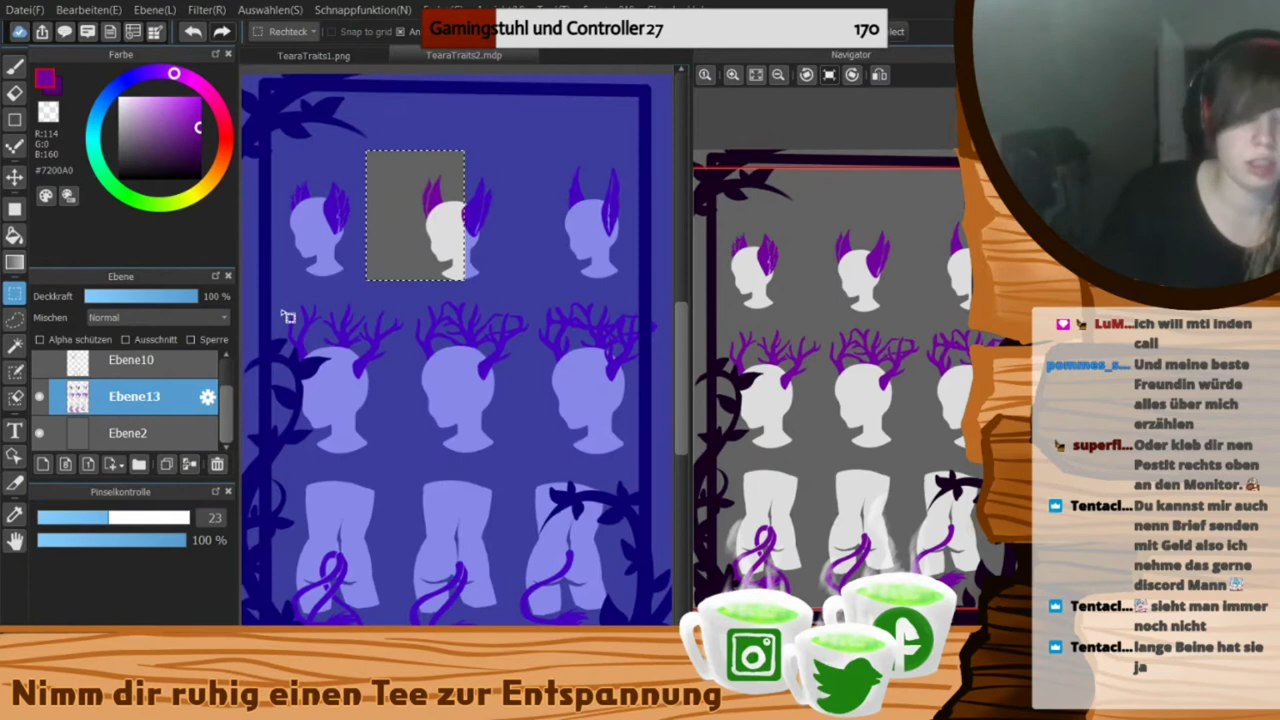 Datei(F) Bearbeiten(E) Ebene(L) Filter(R) Auswählen(S) Schnappfunktion(N)
Gamingstuhl und Controller27 170
Rechteck Snap to grid
TearaTraits1.png TearaTraits2.mdp Navigator
Farbe
R:114
G:0
B:160
#7200A0
Ebene
Deckkraft 100 %
Mischen Normal
Alpha schützen Ausschnitt Sperre
Ebene10
Ebene13
Ebene2
Pinselkontrolle
23
100 %
LuM...ich will mti inden
call
pommes_s... Und meine beste
Freundin würde
alles über mich
erzählen
superfl... Oder kleb dir nen
Postit rechts oben
an den Monitor.
Tentacl... Du kannst mir auch
nenn Brief senden
mit Geld also ich
nehme das gerne
discord Mann
Tentacl... sieht man immer
noch nicht
Tentacl... lange Beine hat sie
ja
Nimm dir ruhig einen Tee zur Entspannung